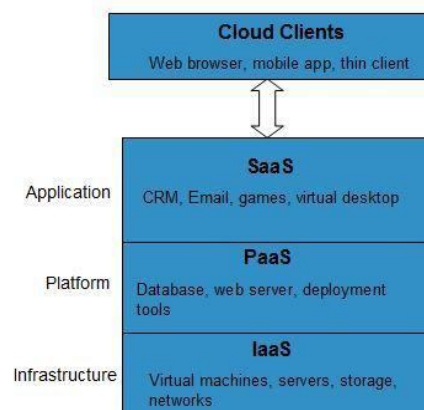 Cloud Clients
Web browser, mobile app, thin client
SaaS
Application
CRM, Email, games, virtual desktop
PaaS
Platform
Database, web server, deployment
tools
IaaS
Infrastructure
Virtual machines, servers, storage,
networks